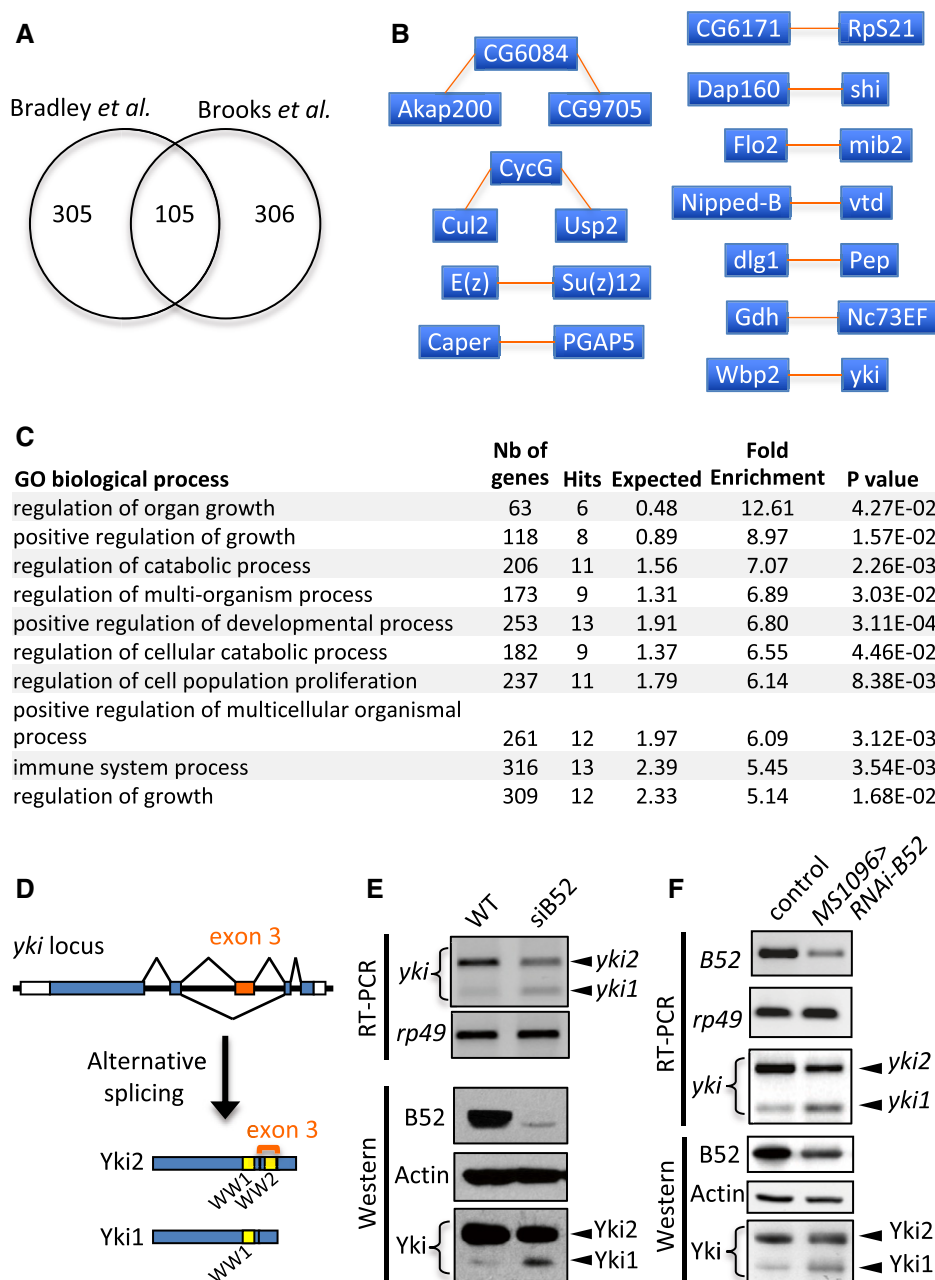 A
Bradley et al.
Brooks et al.
305
105
306
B
CG6084
Akap200
CG9705
CycG
Cul2
Usp2
E(z)
Su(z)12
Caper
PGAP5
CG6171
RpS21
Dap160
shi
Flo2
mib2
Nipped-B
vtd
dlg1
Pep
Gdh
Nc73EF
Wbp2
yki
C
GO biological process Nb of genes Hits Expected Fold Enrichment P value
regulation of organ growth 63 6 0.48 12.61 4.27E-02
positive regulation of growth 118 8 0.89 8.97 1.57E-02
regulation of catabolic process 206 11 1.56 7.07 2.26E-03
regulation of multi-organism process 173 9 1.31 6.89 3.03E-02
positive regulation of developmental process 253 13 1.91 6.80 3.11E-04
regulation of cellular catabolic process 182 9 1.37 6.55 4.46E-02
regulation of cell population proliferation 237 11 1.79 6.14 8.38E-03
positive regulation of multicellular organismal
process 261 12 1.97 6.09 3.12E-03
immune system process 316 13 2.39 5.45 3.54E-03
regulation of growth 309 12 2.33 5.14 1.68E-02
D
yki locus
exon 3
Alternative
splicing
exon 3
Yki2
WW1
WW2
Yki1
WW1
E
WT
siB52
RT-PCR
yki
yki2
yki1
rp49
Western
B52
Actin
Yki
Yki2
Yki1
F
control
MS1096>
RNAi-B52
RT-PCR
B52
rp49
yki
yki2
yki1
Western
B52
Actin
Yki
Yki2
Yki1